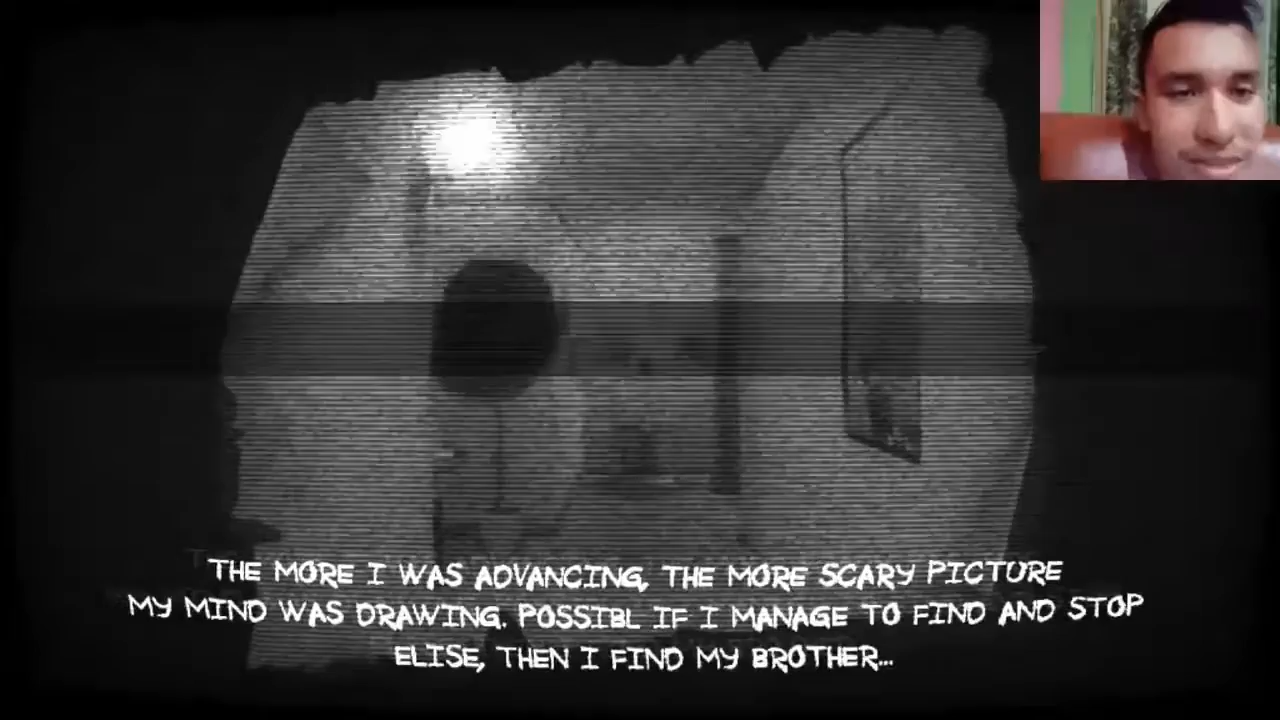 THE MORE I WAS ADVANCING, THE MORE SCARY PICTURE
MY MIND WAS DRAWING. POSSIBL IF I MANAGE TO FIND AND STOP
ELISE, THEN I FIND MY BROTHER...